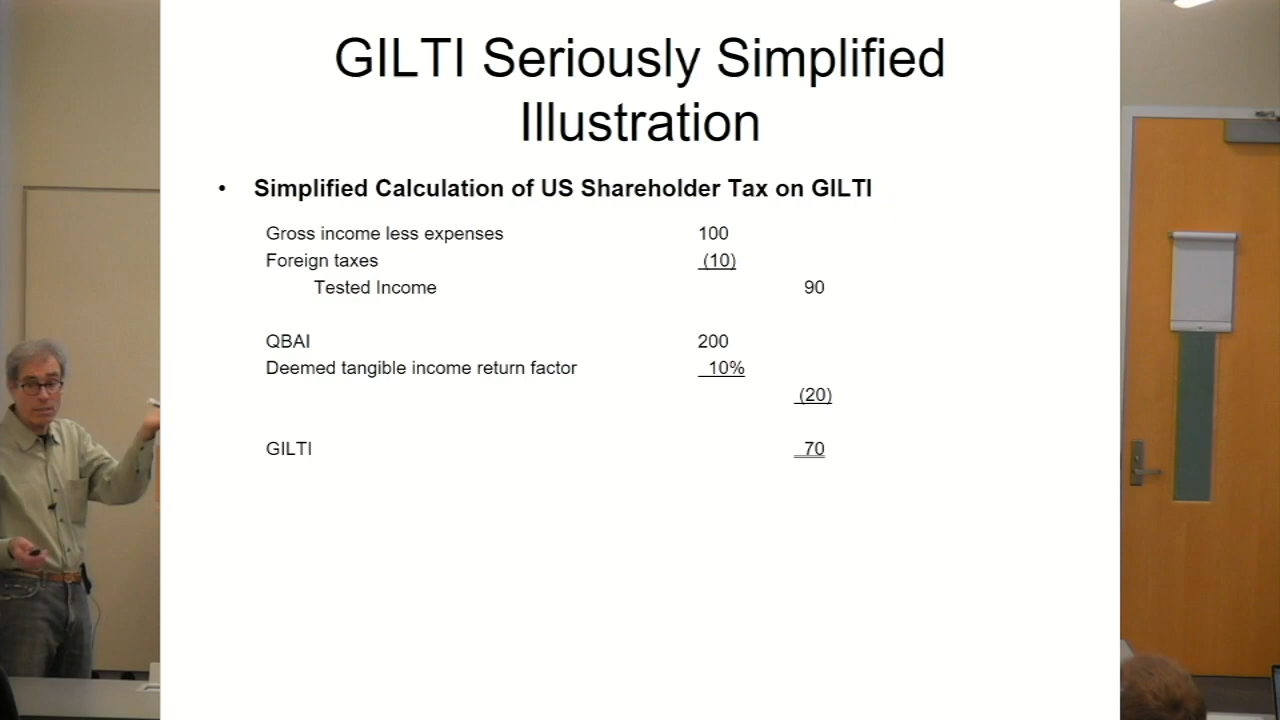 GILTI Seriously Simplified
Illustration
• Simplified Calculation of US Shareholder Tax on GILTI
Gross income less expenses 100
Foreign taxes (10)
Tested Income 90
QBAI 200
Deemed tangible income return factor 10%
(20)
GILTI 70